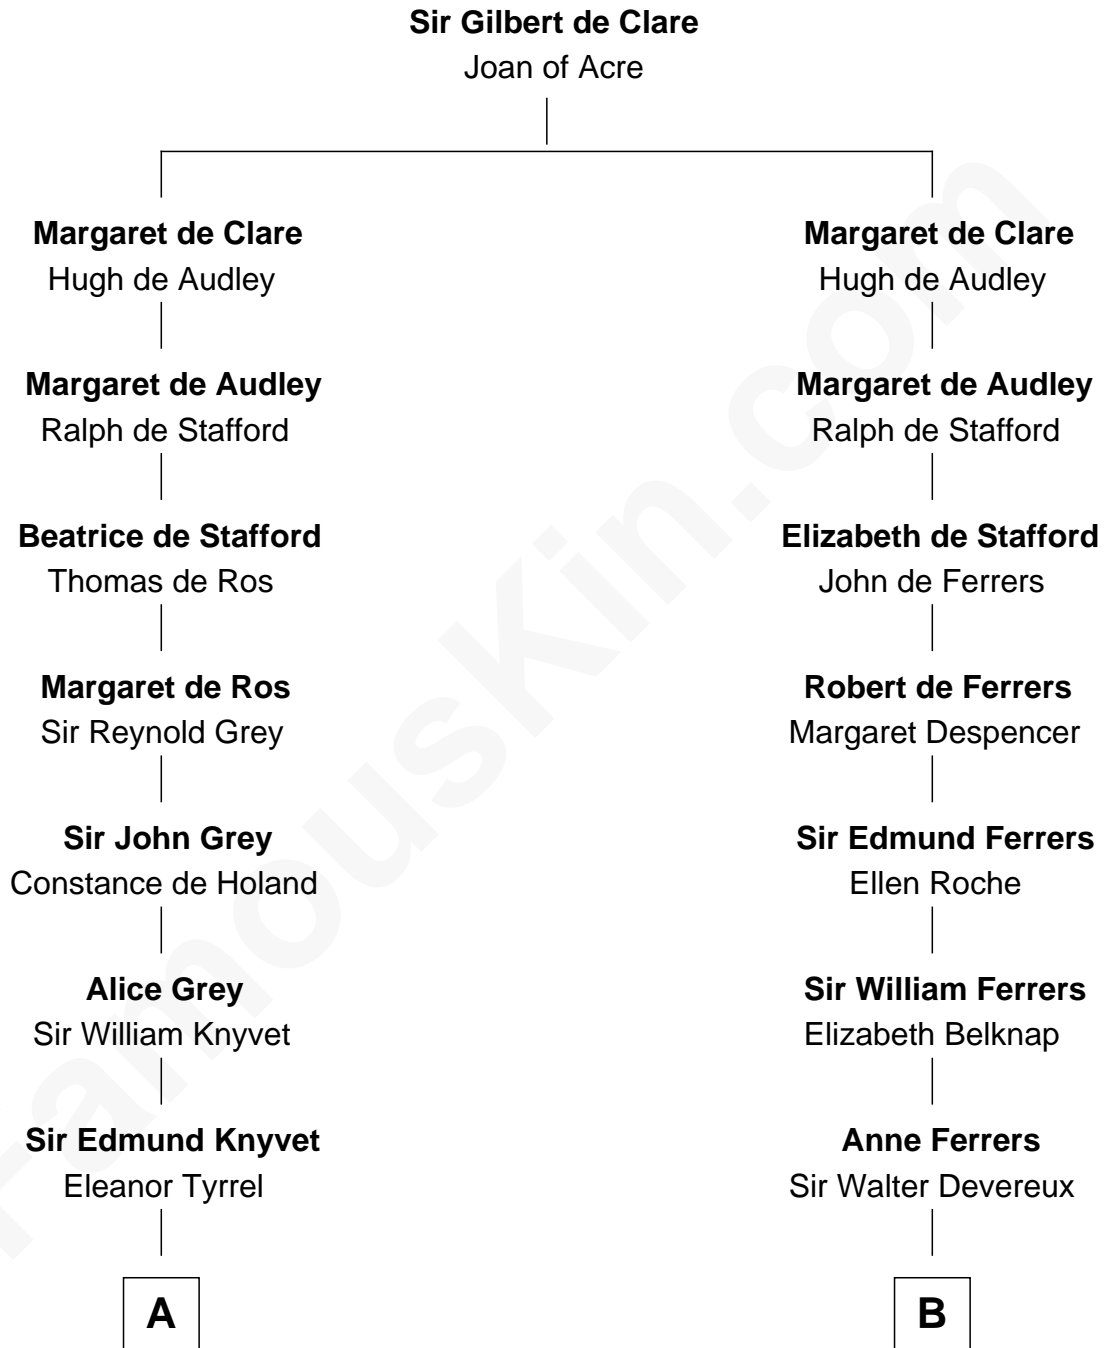 Sir Gilbert de Clare
Joan of Acre
Margaret de Clare
Hugh de Audley
Margaret de Clare
Hugh de Audley
Margaret de Audley
Ralph de Stafford
Margaret de Audley
Ralph de Stafford
Beatrice de Stafford
Thomas de Ros
Elizabeth de Stafford
John de Ferrers
Margaret de Ros
Sir Reynold Grey
Robert de Ferrers
Margaret Despencer
Sir John Grey
Constance de Holand
Sir Edmund Ferrers
Ellen Roche
Alice Grey
Sir William Knyvet
Sir William Ferrers
Elizabeth Belknap
Sir Edmund Knyvet
Eleanor Tyrrel
Anne Ferrers
Sir Walter Devereux
A
B
FamousKin.com